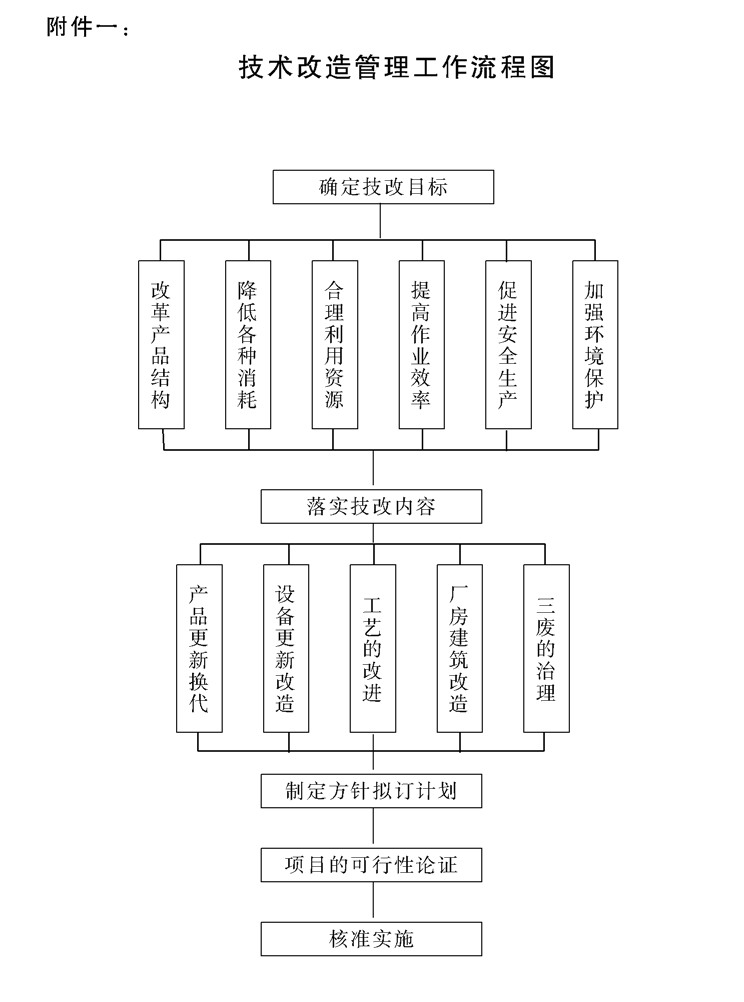 附件一：
技术改造管理工作流程图
确定技改目标
改革产品结构
降低各种消耗
合理利用资源
提高作业效率
促进安全生产
加强环境保护
落实技改内容
产品更新换代
设备更新改造
工艺的改进
厂房建筑改造
三废的治理
制定方针拟订计划
项目的可行性论证
核准实施